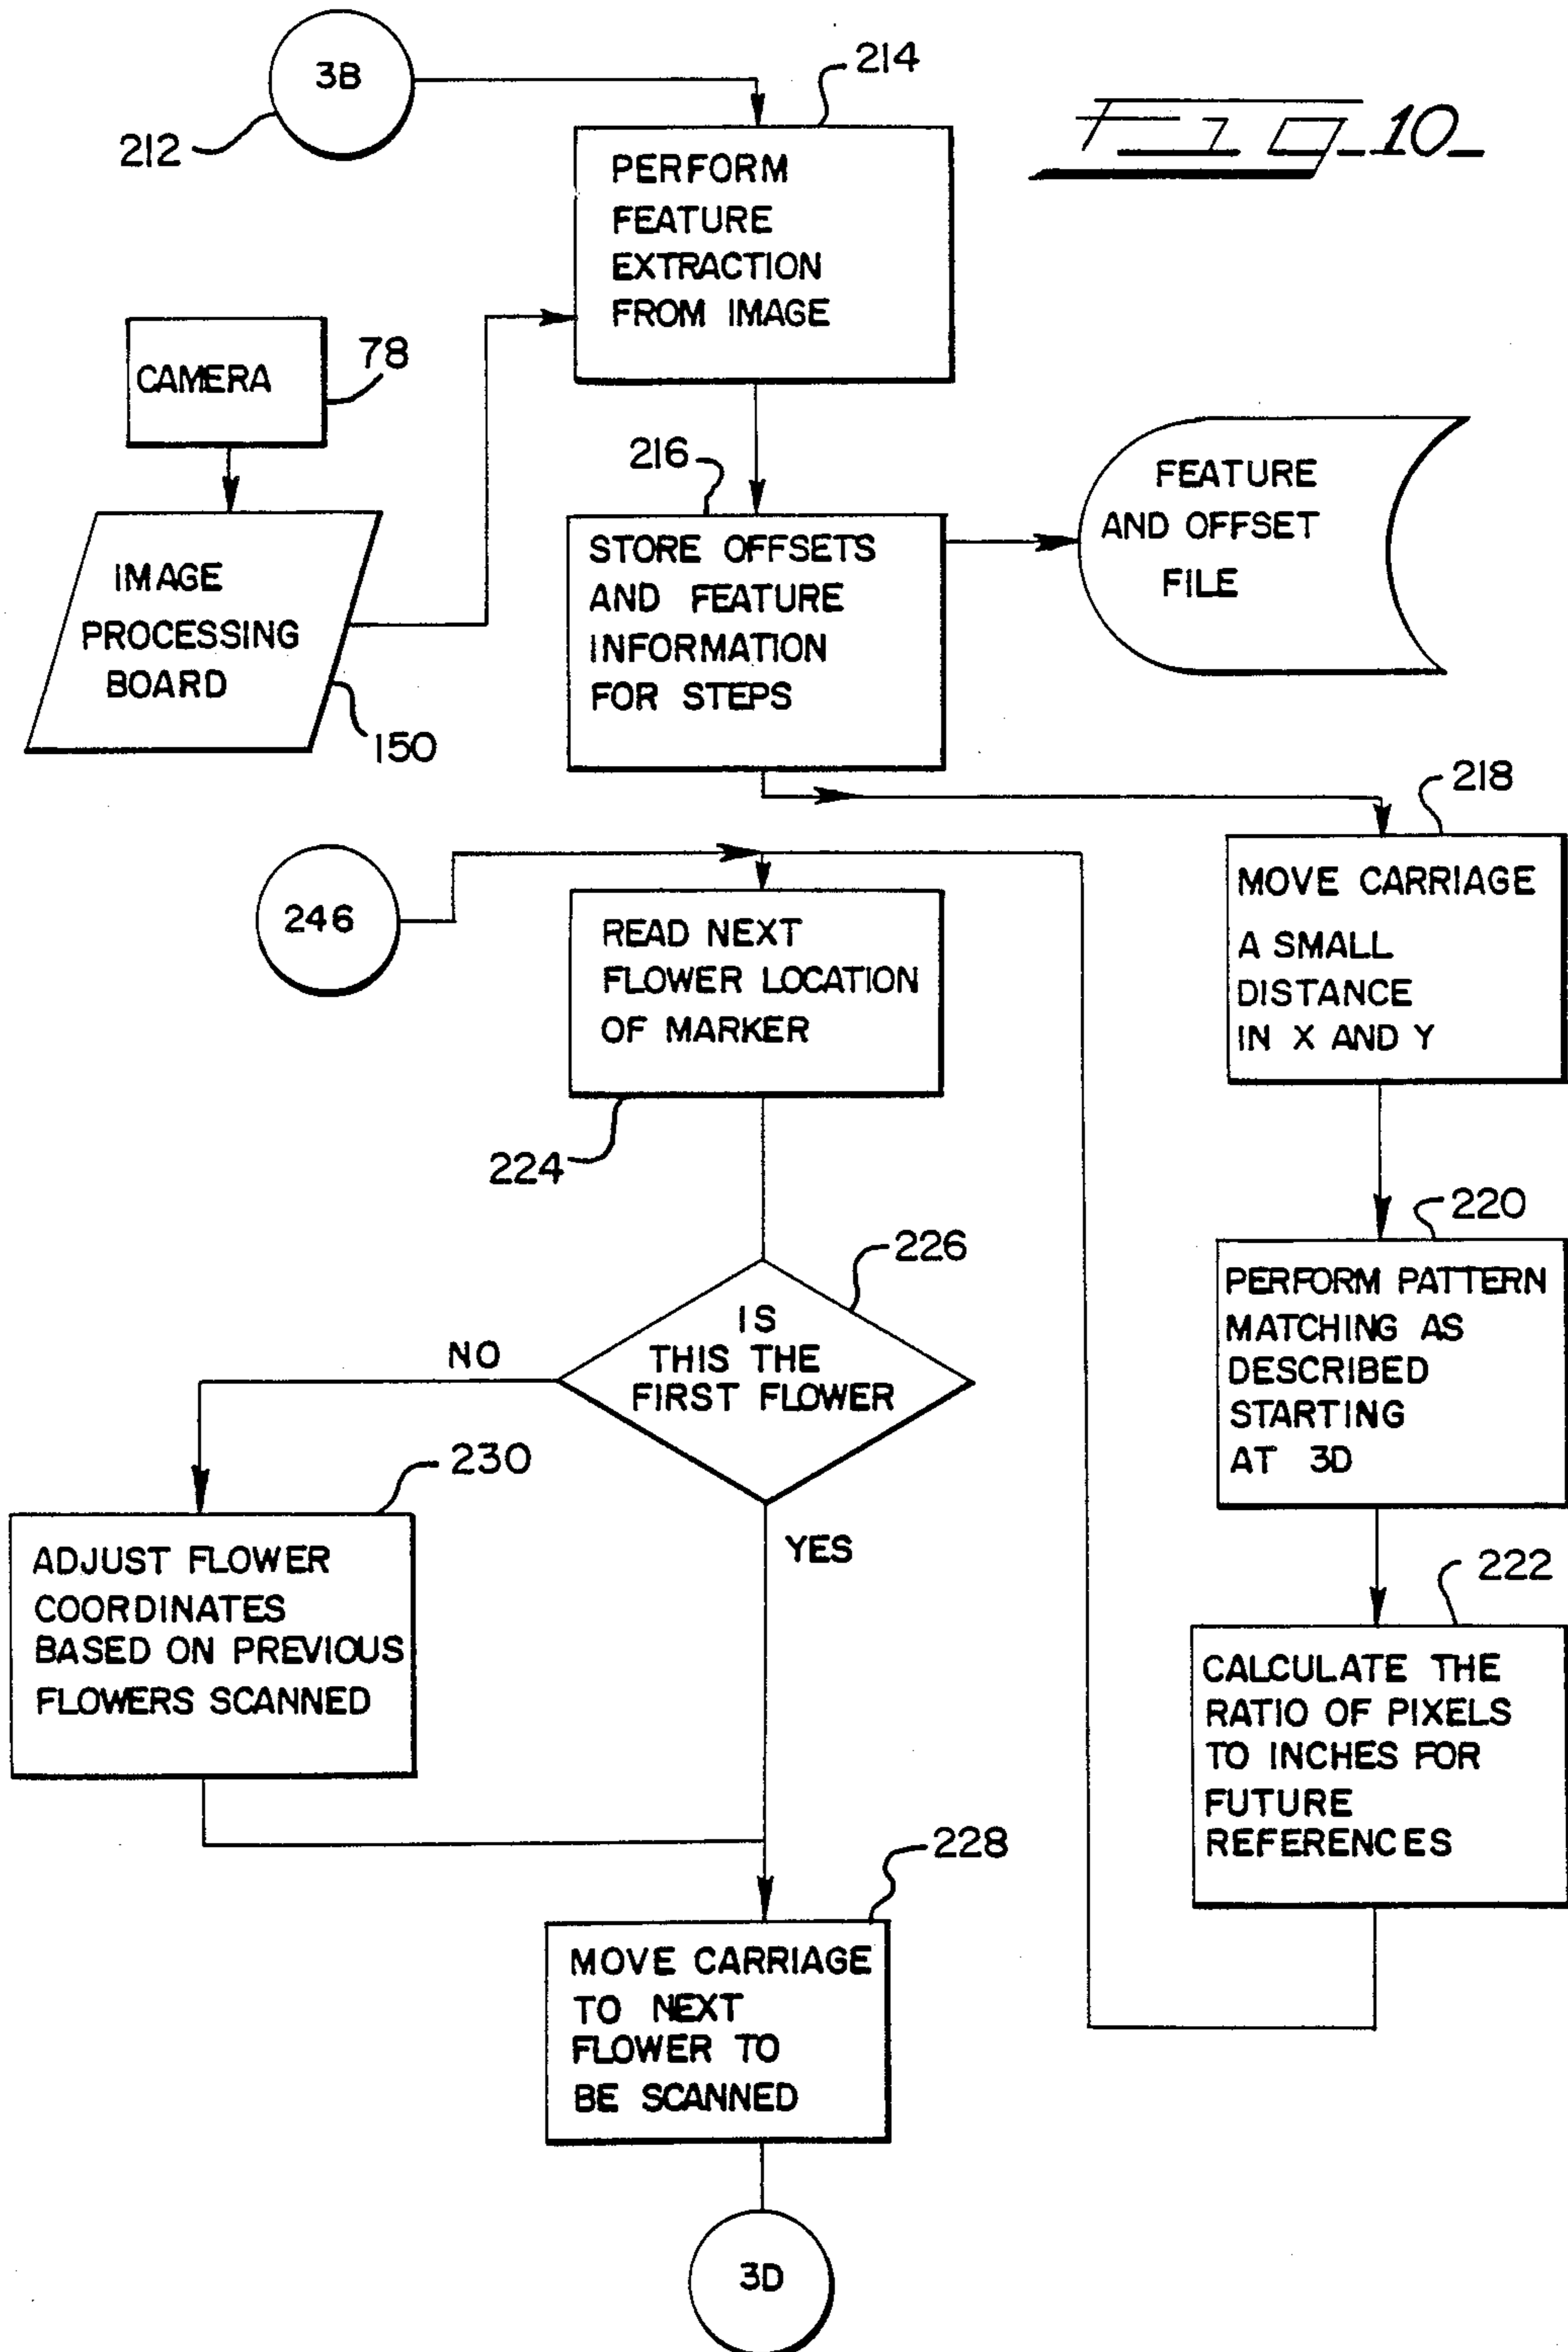 3B
212
214
Fig_10_
PERFORM
FEATURE
EXTRACTION
FROM IMAGE
CAMERA
78
IMAGE
PROCESSING
BOARD
150
216
STORE OFFSETS
AND FEATURE
INFORMATION
FOR STEPS
FEATURE
AND OFFSET
FILE
218
MOVE CARRIAGE
A SMALL
DISTANCE
IN X AND Y
246
READ NEXT
FLOWER LOCATION
OF MARKER
224
220
PERFORM PATTERN
MATCHING AS
DESCRIBED
STARTING
AT 3D
226
IS
THIS THE
FIRST FLOWER
NO
YES
230
ADJUST FLOWER
COORDINATES
BASED ON PREVIOUS
FLOWERS SCANNED
222
CALCULATE THE
RATIO OF PIXELS
TO INCHES FOR
FUTURE
REFERENCES
228
MOVE CARRIAGE
TO NEXT
FLOWER TO
BE SCANNED
3D